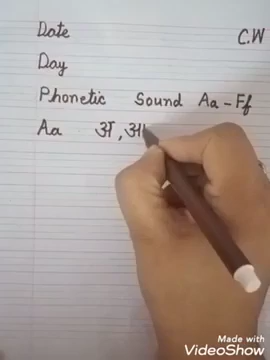 Date C.W
Day
Phonetic Sound Aa - Ff
Aa अ, आ
Made with
VideoShow